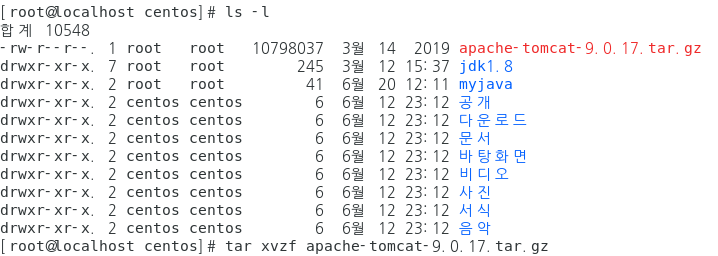 [root@localhost centos]# ls -l
합계 10548
-rw-r--r--. 1 root root 10798037 3월 14 2019 apache-tomcat-9.0.17.tar.gz
drwxr-xr-x. 7 root root 245 3월 12 15:37 jdk1.8
drwxr-xr-x. 2 root root 41 6월 20 12:11 myjava
drwxr-xr-x. 2 centos centos 6 6월 12 23:12 공개
drwxr-xr-x. 2 centos centos 6 6월 12 23:12 다운로드
drwxr-xr-x. 2 centos centos 6 6월 12 23:12 문서
drwxr-xr-x. 2 centos centos 6 6월 12 23:12 바탕화면
drwxr-xr-x. 2 centos centos 6 6월 12 23:12 비디오
drwxr-xr-x. 2 centos centos 6 6월 12 23:12 사진
drwxr-xr-x. 2 centos centos 6 6월 12 23:12 서식
drwxr-xr-x. 2 centos centos 6 6월 12 23:12 음악
[root@localhost centos]# tar xvzf apache-tomcat-9.0.17.tar.gz